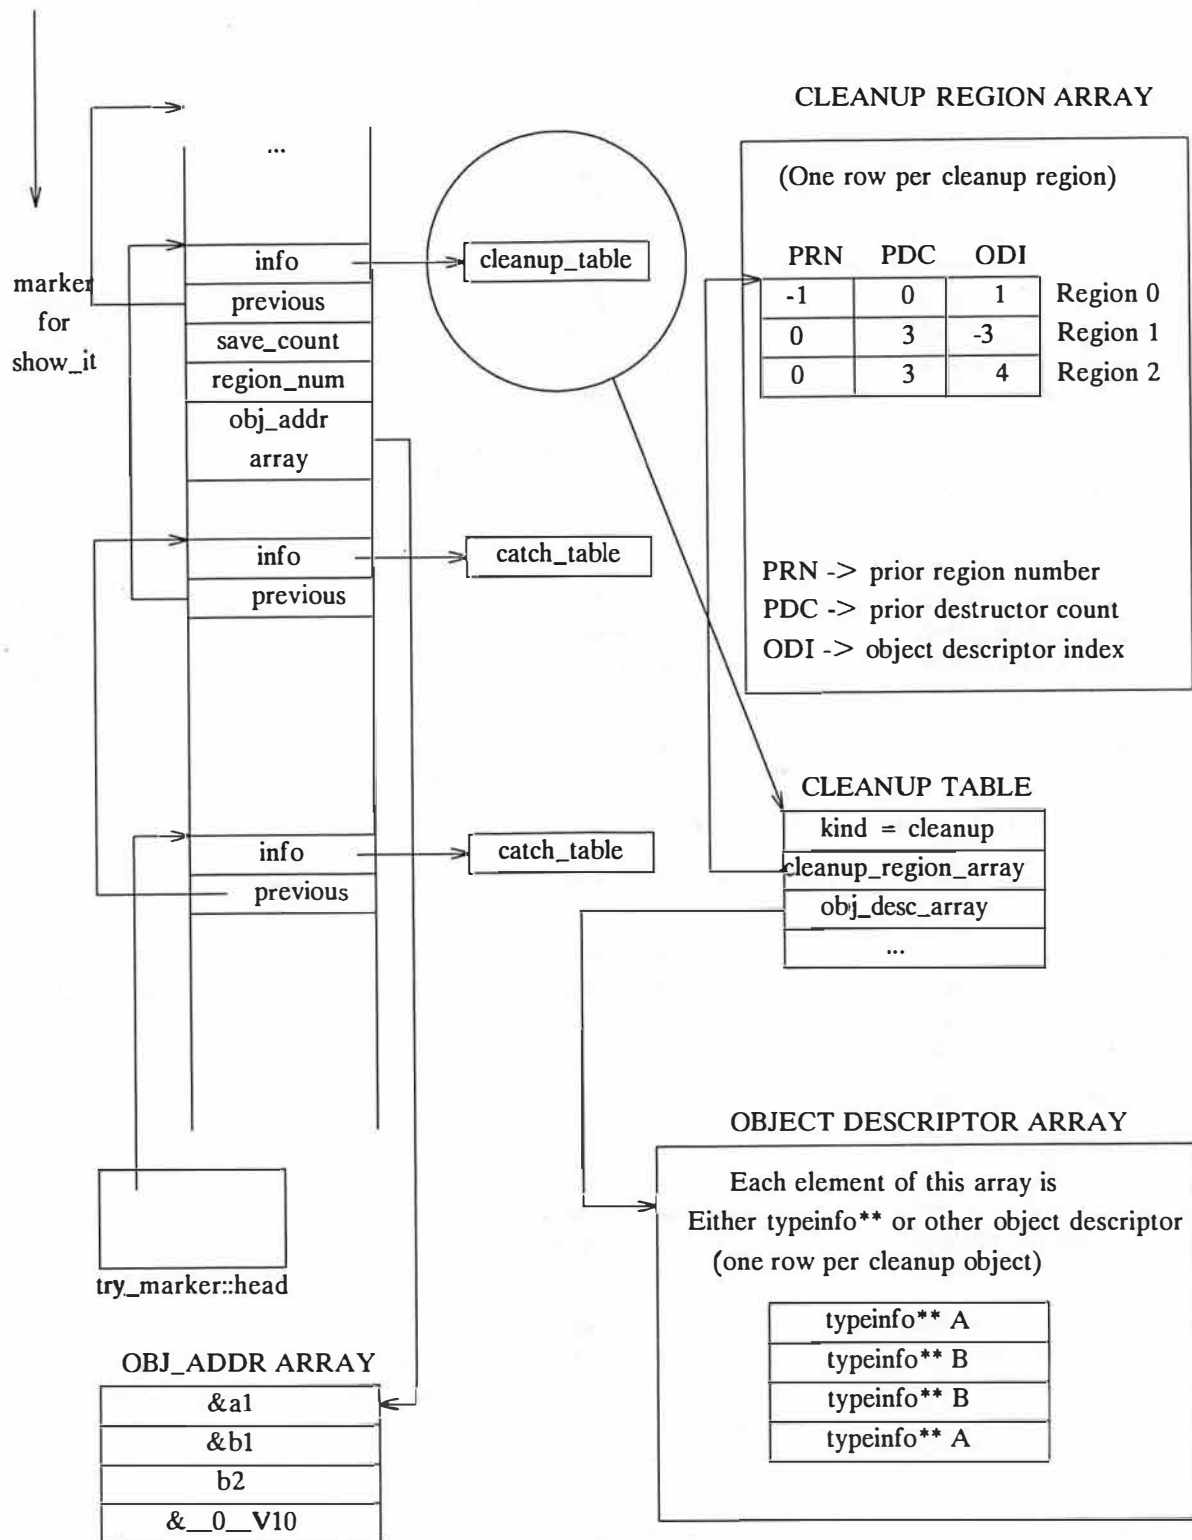 marker
for
show_it
...
info
previous
save_count
region_num
obj_addr
array
info
previous
info
previous
cleanup_table
catch_table
catch_table
try_marker::head
OBJ_ADDR ARRAY
&a1
&b1
b2
&__0__V10
CLEANUP REGION ARRAY
(One row per cleanup region)
PRN PDC ODI
-1 0 1 Region 0
0 3 -3 Region 1
0 3 4 Region 2
PRN -> prior region number
PDC -> prior destructor count
ODI -> object descriptor index
CLEANUP TABLE
kind = cleanup
cleanup_region_array
obj_desc_array
...
OBJECT DESCRIPTOR ARRAY
Each element of this array is
Either typeinfo** or other object descriptor
(one row per cleanup object)
typeinfo** A
typeinfo** B
typeinfo** B
typeinfo** A